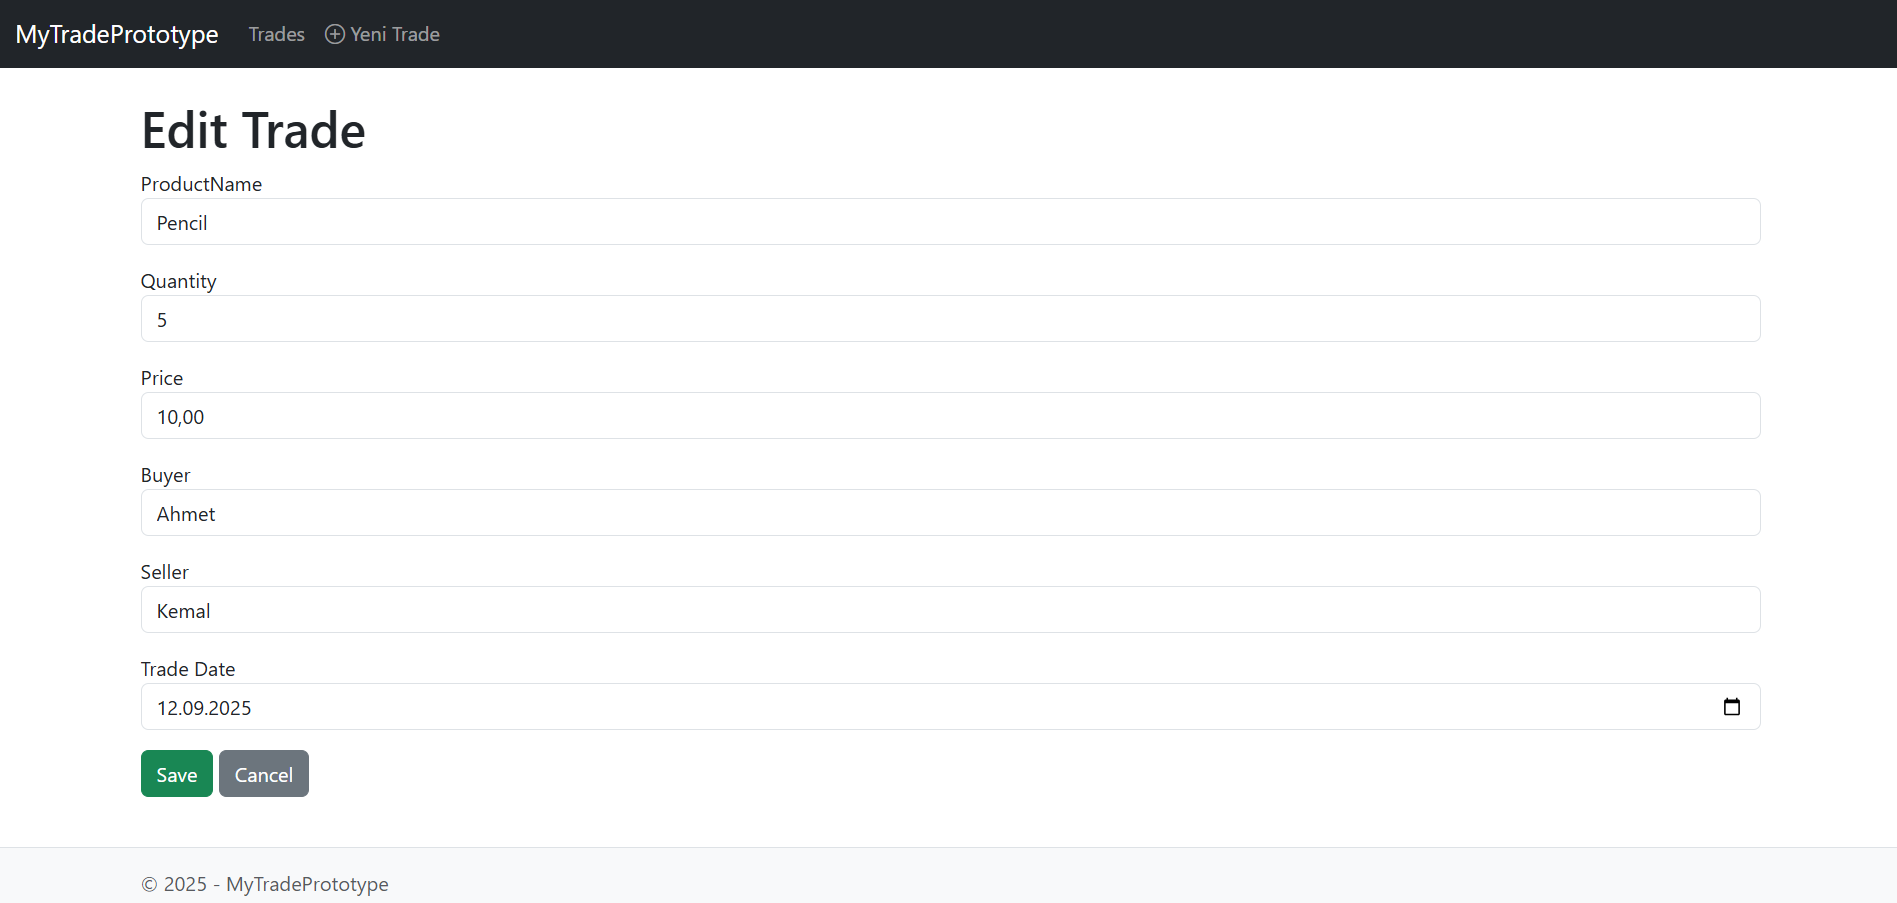 MyTradePrototype Trades Yeni Trade
Edit Trade
ProductName
Pencil
Quantity
5
Price
10,00
Buyer
Ahmet
Seller
Kemal
Trade Date
12.09.2025
Save Cancel
© 2025 - MyTradePrototype